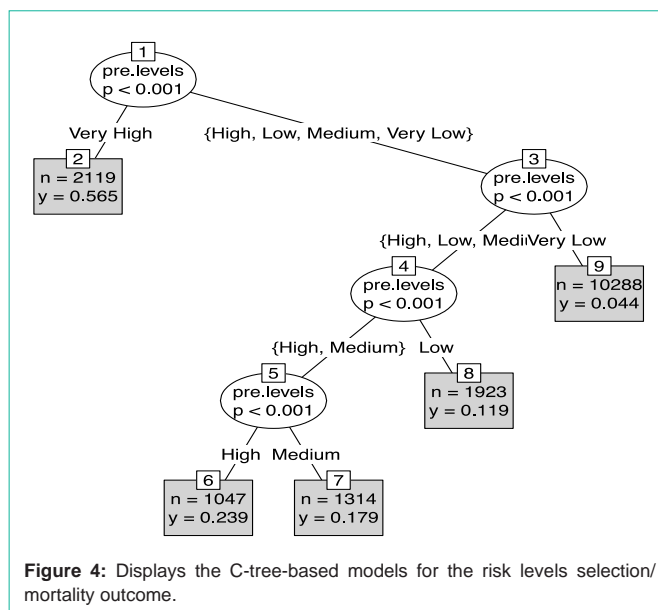 1
pre.levels
p < 0.001
Very High
{High, Low, Medium, Very Low}
2
n = 2119
y = 0.565
3
pre.levels
p < 0.001
{High, Low, Medi
Very Low
4
pre.levels
p < 0.001
9
n = 10288
y = 0.044
{High, Medium}
Low
5
pre.levels
p < 0.001
8
n = 1923
y = 0.119
High
Medium
6
n = 1047
y = 0.239
7
n = 1314
y = 0.179
Figure 4: Displays the C-tree-based models for the risk levels selection/
mortality outcome.